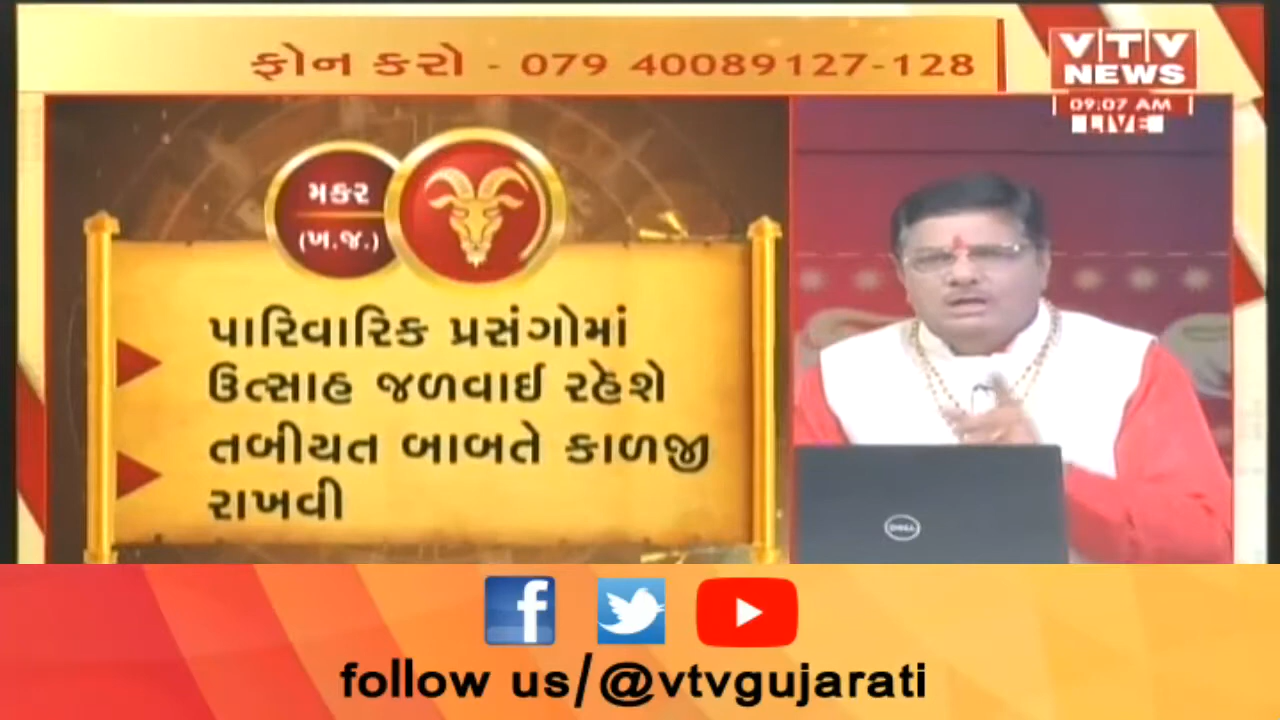 ફોન કરો - 079 40089127-128
VTV
NEWS
09:07 AM
LIVE
મકર
(ખ.જ.)
પારિવારિક પ્રસંગોમાં
ઉત્સાહ જળવાઈ રહેશે
તબીયત બાબતે કાળજી
રાખવી
DELL
follow us/@vtvgujarati